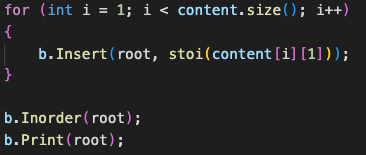 for (int i = 1; i < content.size(); i++)
{
    b.Insert(root, stoi(content[i][1]));
}

b.Inorder(root);
b.Print(root);